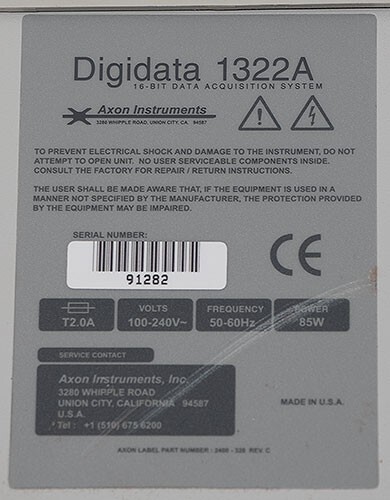 Digidata 1322A
16-BIT DATA ACQUISITION SYSTEM
Axon Instruments
3280 WHIPPLE ROAD, UNION CITY, CA 94587
TO PREVENT ELECTRICAL SHOCK AND DAMAGE TO THE INSTRUMENT, DO NOT
ATTEMPT TO OPEN UNIT. NO USER SERVICEABLE COMPONENTS INSIDE.
CONSULT THE FACTORY FOR REPAIR / RETURN INSTRUCTIONS.
THE USER SHALL BE MADE AWARE THAT, IF THE EQUIPMENT IS USED IN A
MANNER NOT SPECIFIED BY THE MANUFACTURER, THE PROTECTION PROVIDED
BY THE EQUIPMENT MAY BE IMPAIRED.
SERIAL NUMBER:
91282
CE
VOLTS FREQUENCY POWER
T2.0A 100-240V~ 50-60Hz 85W
SERVICE CONTACT
Axon Instruments, Inc.
3280 WHIPPLE ROAD
UNION CITY, CALIFORNIA 94587
U.S.A.
Tel : +1 (510) 675 6200
MADE IN U.S.A.
AXON LABEL PART NUMBER : 2400-328 REV. C